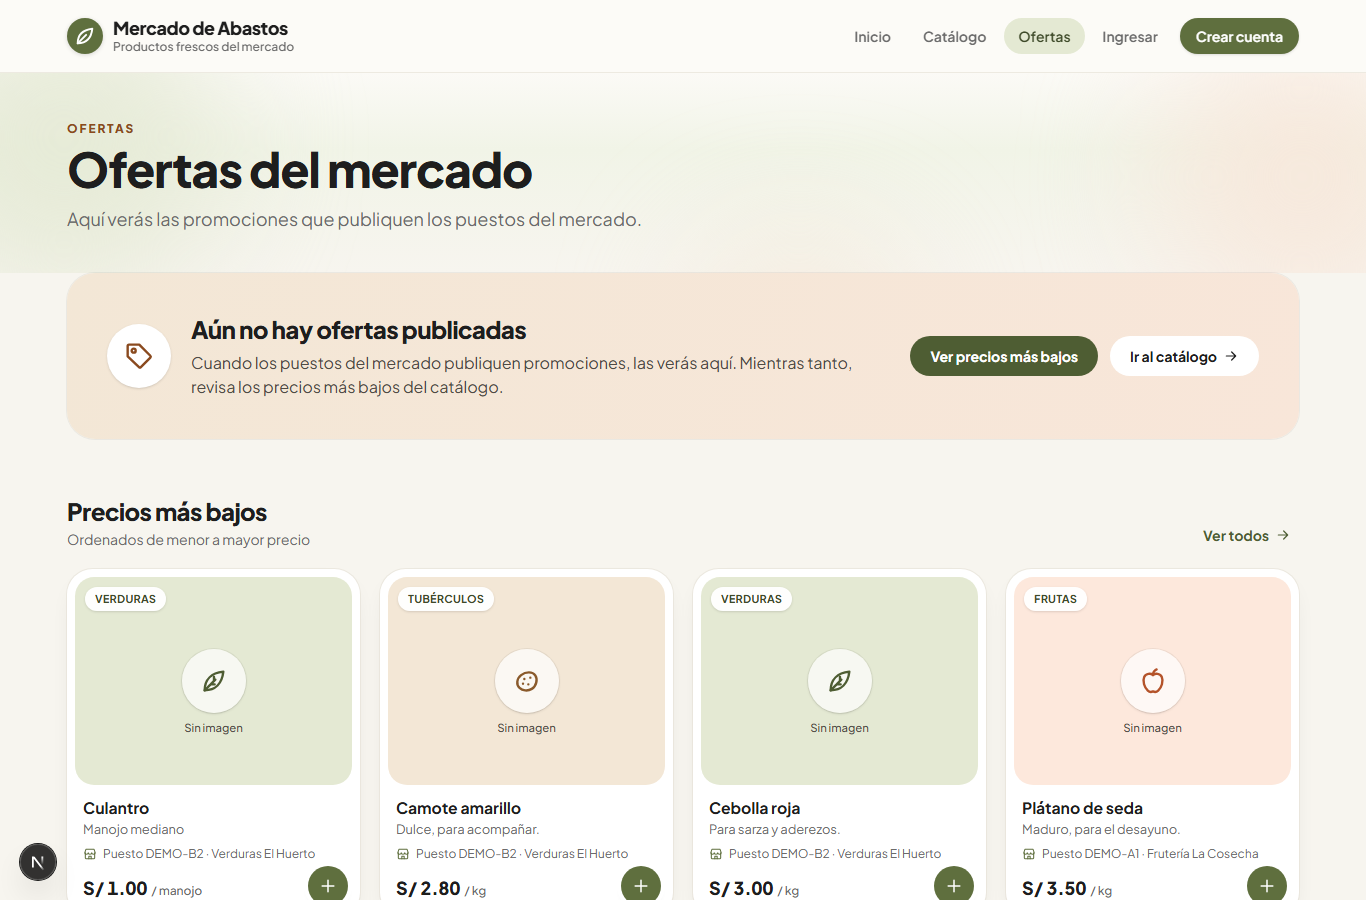 Mercado de Abastos
Productos frescos del mercado
Inicio
Catálogo
Ofertas
Ingresar
Crear cuenta
OFERTAS
Ofertas del mercado
Aquí verás las promociones que publiquen los puestos del mercado.
Aún no hay ofertas publicadas
Cuando los puestos del mercado publiquen promociones, las verás aquí. Mientras tanto,
revisa los precios más bajos del catálogo.
Ver precios más bajos
Ir al catálogo →
Precios más bajos
Ordenados de menor a mayor precio
Ver todos →
VERDURAS
Sin imagen
Culantro
Manojo mediano
Puesto DEMO-B2 · Verduras El Huerto
S/ 1.00 / manojo
+
TUBÉRCULOS
Sin imagen
Camote amarillo
Dulce, para acompañar.
Puesto DEMO-B2 · Verduras El Huerto
S/ 2.80 / kg
+
VERDURAS
Sin imagen
Cebolla roja
Para sarza y aderezos.
Puesto DEMO-B2 · Verduras El Huerto
S/ 3.00 / kg
+
FRUTAS
Sin imagen
Plátano de seda
Maduro, para el desayuno.
Puesto DEMO-A1 · Frutería La Cosecha
S/ 3.50 / kg
+
N